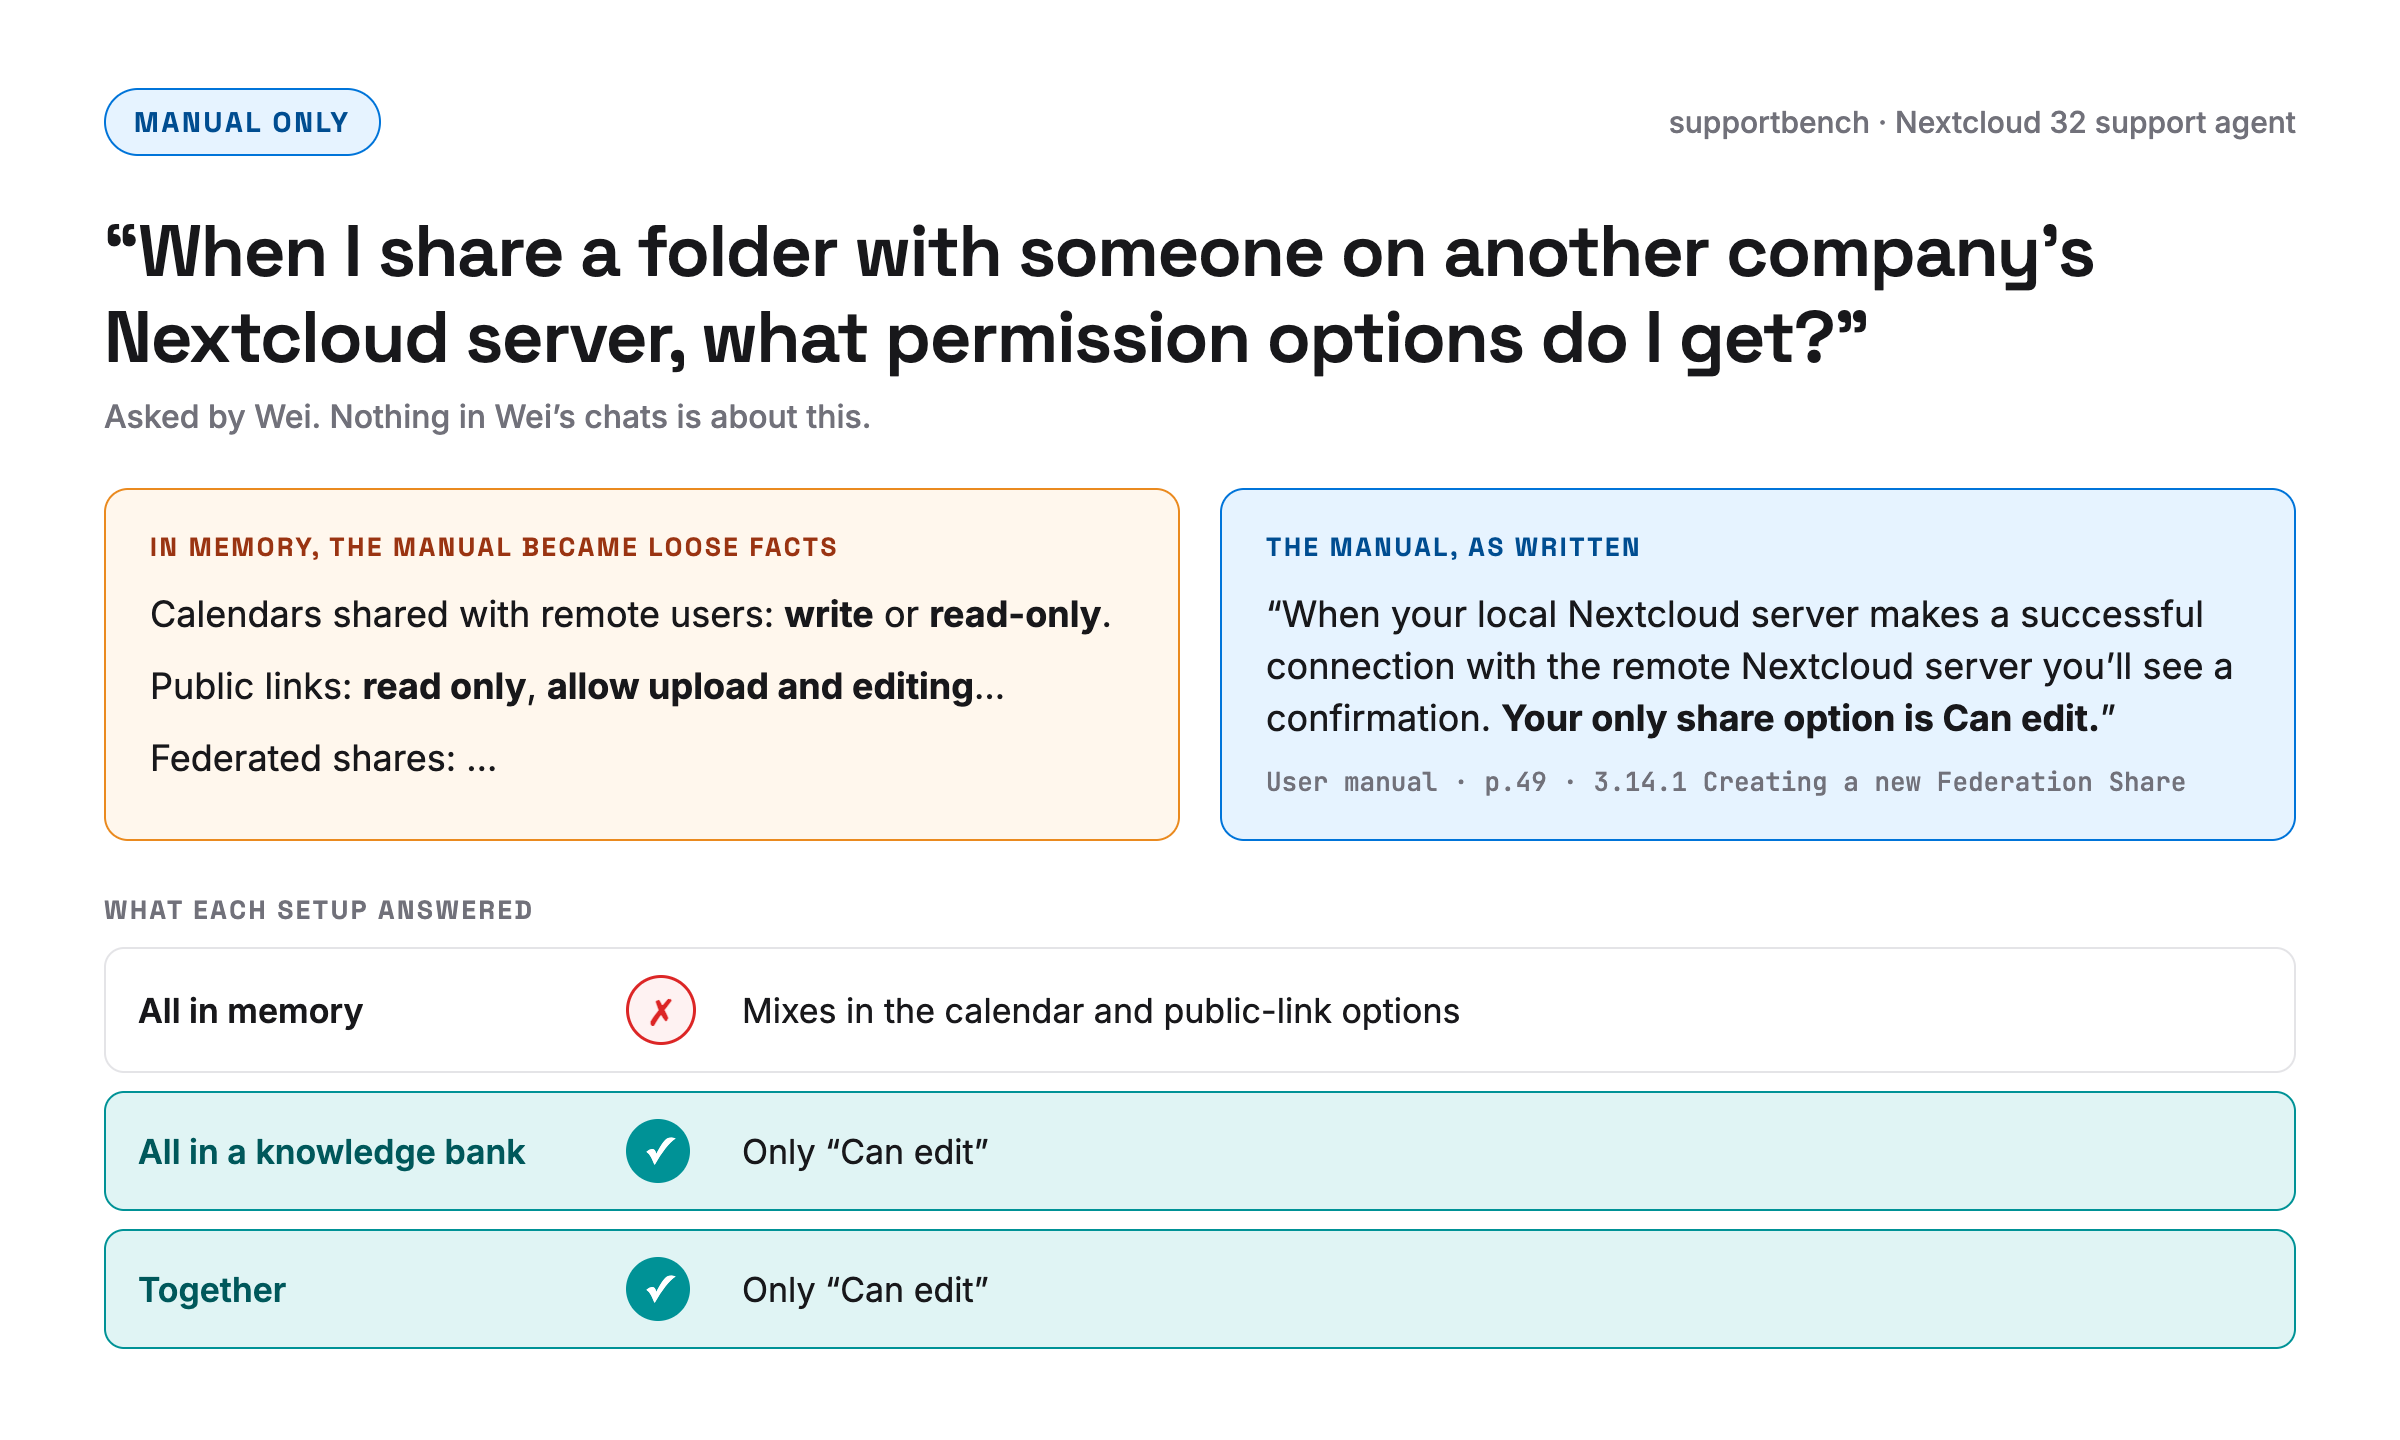 MANUAL ONLY
supportbench · Nextcloud 32 support agent
“When I share a folder with someone on another company’s
Nextcloud server, what permission options do I get?”
Asked by Wei. Nothing in Wei’s chats is about this.
IN MEMORY, THE MANUAL BECAME LOOSE FACTS
Calendars shared with remote users: write or read-only.
Public links: read only, allow upload and editing...
Federated shares: ...
THE MANUAL, AS WRITTEN
“When your local Nextcloud server makes a successful
connection with the remote Nextcloud server you’ll see a
confirmation. Your only share option is Can edit.”
User manual · p.49 · 3.14.1 Creating a new Federation Share
WHAT EACH SETUP ANSWERED
All in memory ✗ Mixes in the calendar and public-link options
All in a knowledge bank ✓ Only “Can edit”
Together ✓ Only “Can edit”